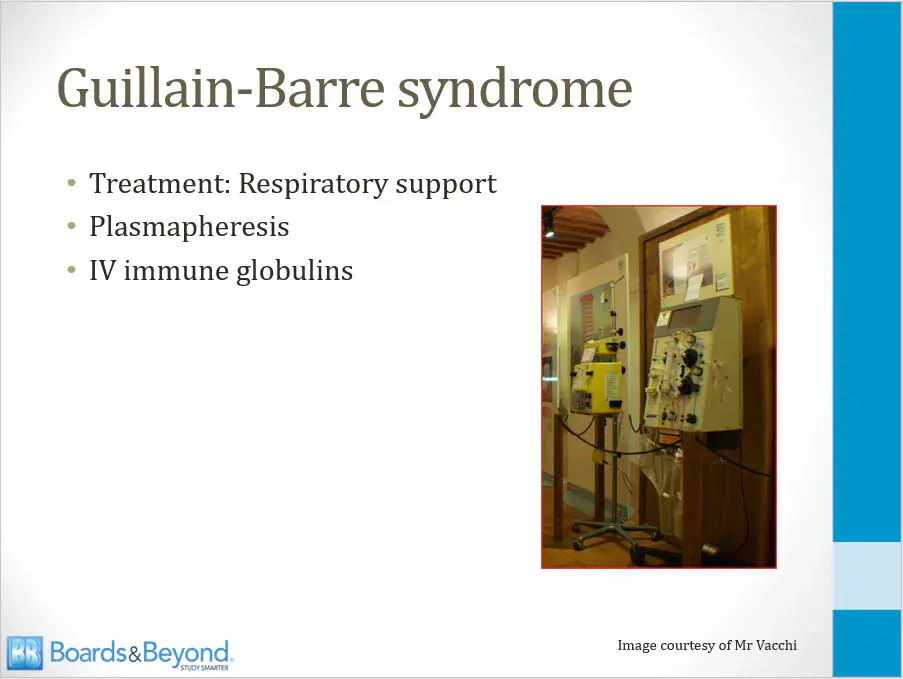 Guillain-Barre syndrome
• Treatment: Respiratory support
• Plasmapheresis
• IV immune globulins
BB Boards&Beyond.
STUDY SMARTER
Image courtesy of Mr Vacchi